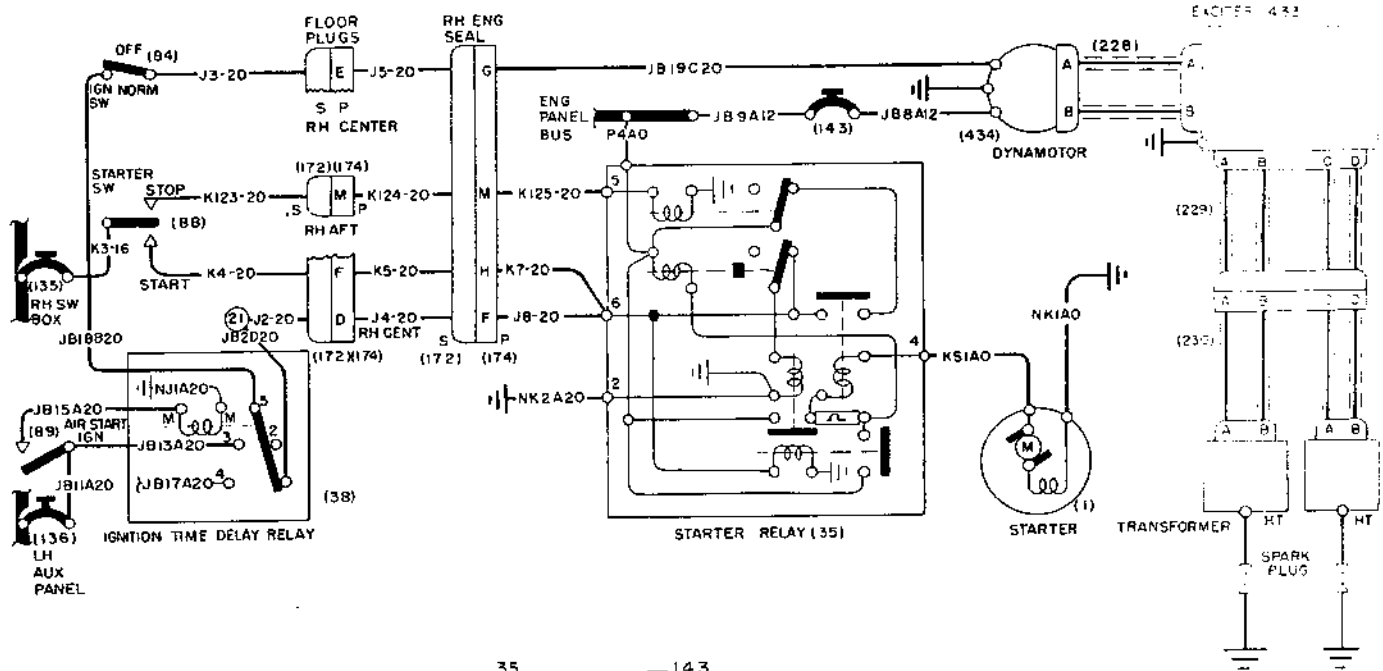 EXCITER 433
FLOOR
PLUGS
RH ENG
SEAL
OFF (84)
J3-20
E
J5-20
G
JB19C20
A
(228)
A
IGN
SW
NORM
S P
RH CENTER
ENG
PANEL
BUS
P4A0
JB9A12
(143)
JB8A12
(434)
B
B
DYNAMOTOR
STARTER
SW
STOP
K123-20
(172)(174)
M
K124-20
M
K125-20
5
A B C D
S P
RH AFT
(88)
K3-16
(229)
START
K4-20
F
K5-20
H
K7-20
(135)
RH SW
BOX
JB18B20
(21)
J2-20
JB2D20
D
J4-20
RH CENT
F
J8-20
6
NK1A0
A B C D
(172)(174)
S P
(172) (174)
4
KS1A0
(230)
NJ1A20
5
NK2A20
2
JB15A20
M M
(89)
AIR START
IGN
JB13A20
3
2
JB11A20
JB17A20
4
(38)
M
A B A B
(136)
LH
AUX
PANEL
IGNITION TIME DELAY RELAY
STARTER RELAY (35)
STARTER
(1)
TRANSFORMER
HT
HT
SPARK
PLUG
35
143